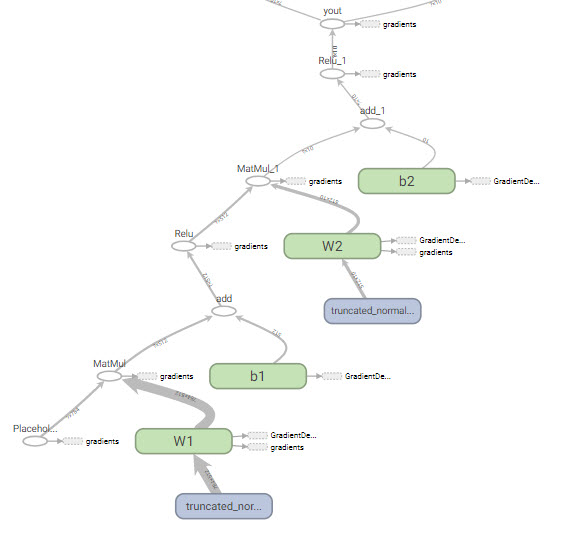 yout
gradients
Relu_1
gradients
add_1
MatMul_1
gradients
b2
GradientDe...
Relu
gradients
W2
GradientDe...
gradients
add
truncated_normal...
MatMul
gradients
b1
GradientDe...
Placehol...
gradients
W1
GradientDe...
gradients
truncated_nor...